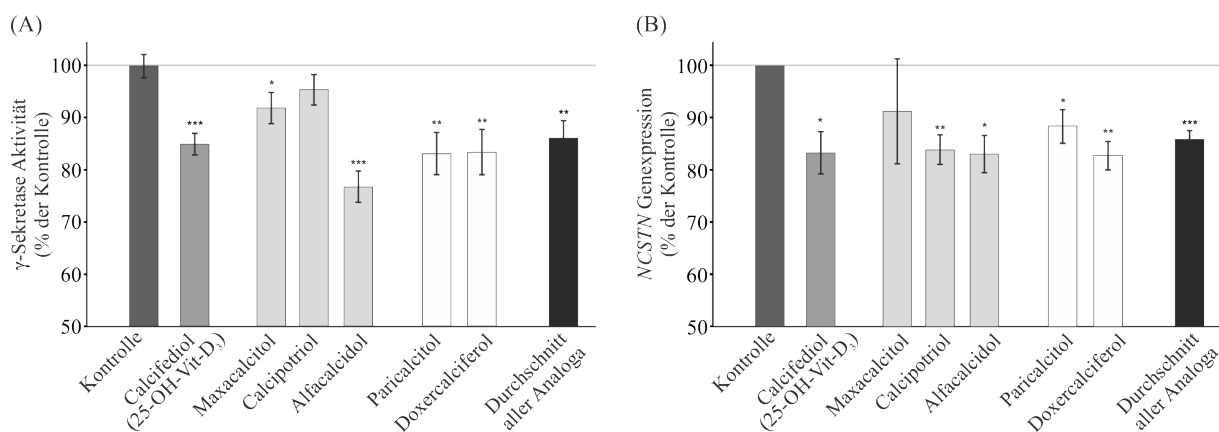 (A)
γ-Sekretase Aktivität
(% der Kontrolle)
100
90
80
70
60
50
***
*
***
**
**
**
Kontrolle
Calcifediol
(25-OH-Vit-D3)
Maxacalcitol
Calcipotriol
Alfacalcidol
Paricalcitol
Doxercalciferol
Durchschnitt
aller Analoga
(B)
NCSTN Genexpression
(% der Kontrolle)
100
90
80
70
60
50
*
**
*
*
**
***
Kontrolle
Calcifediol
(25-OH-Vit-D3)
Maxacalcitol
Calcipotriol
Alfacalcidol
Paricalcitol
Doxercalciferol
Durchschnitt
aller Analoga